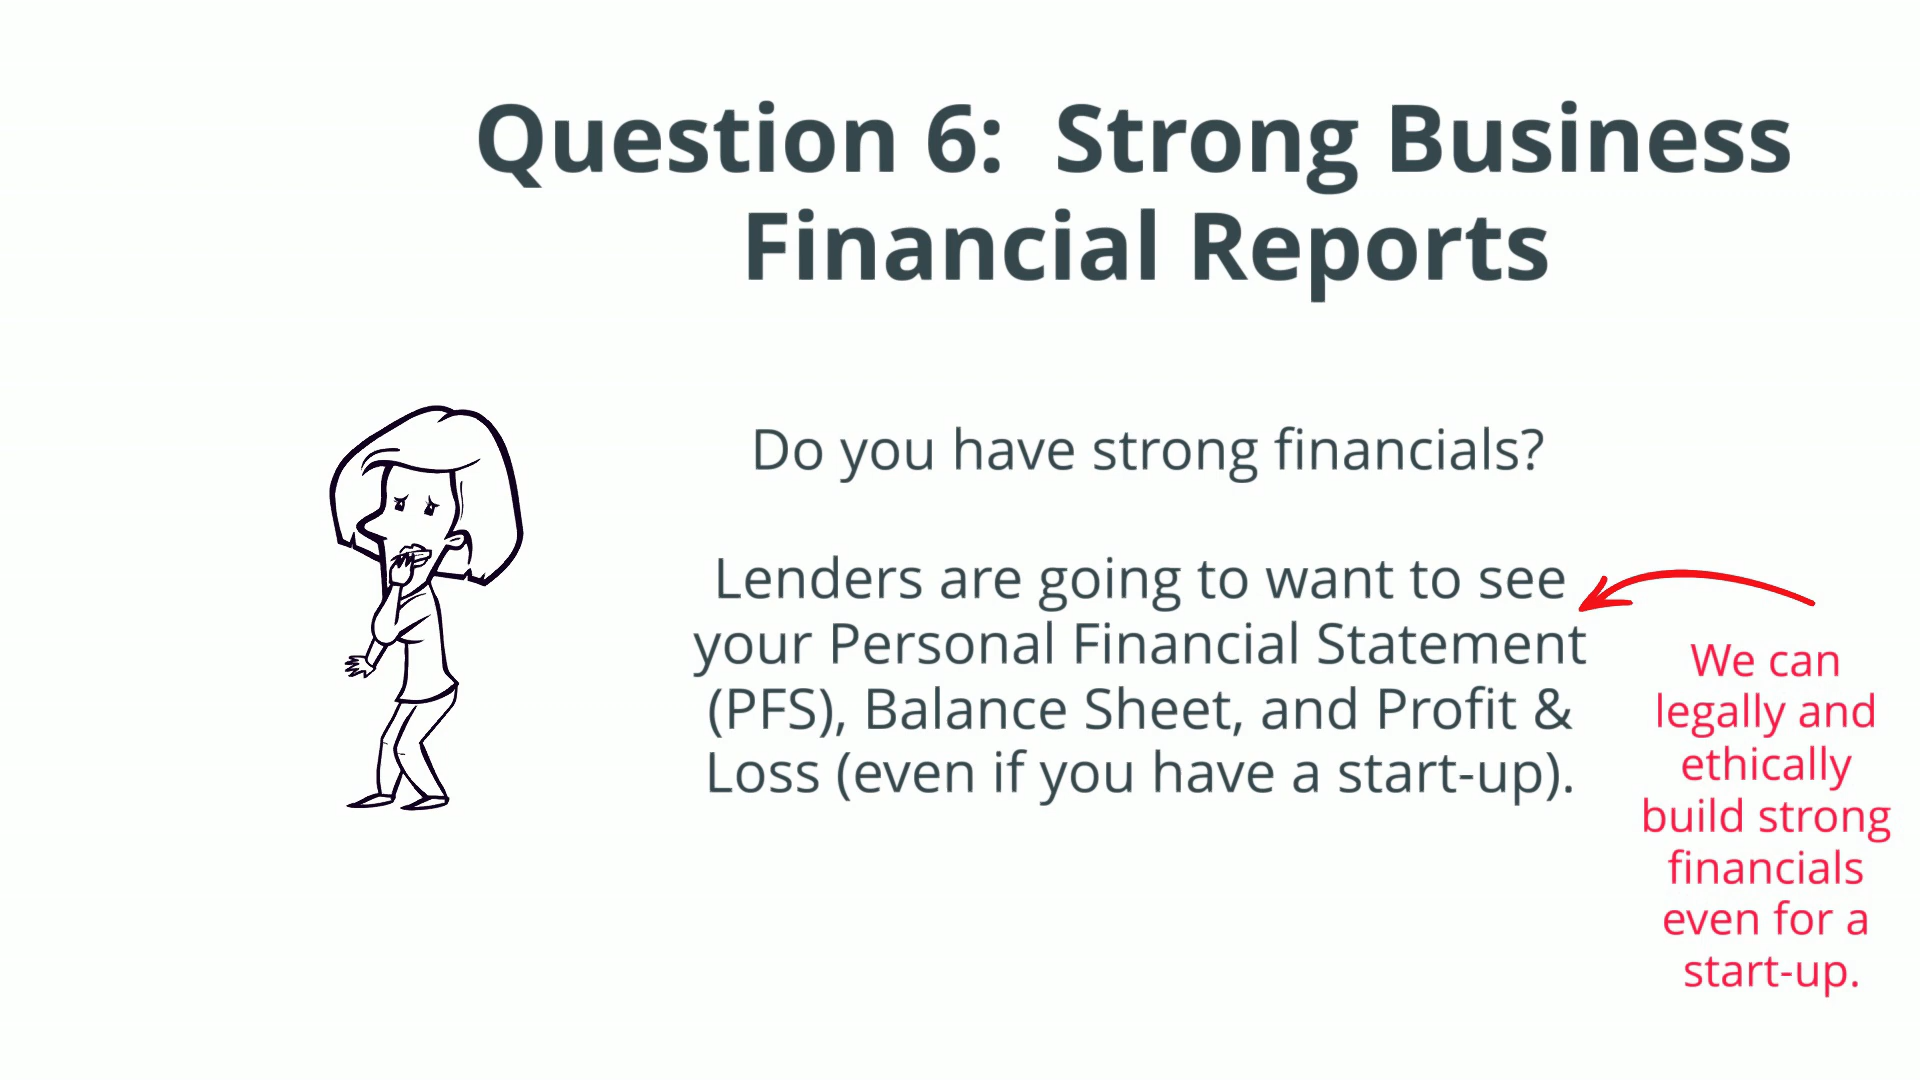 Question 6:  Strong Business
Financial Reports
Do you have strong financials?
Lenders are going to want to see
your Personal Financial Statement
(PFS), Balance Sheet, and Profit &
Loss (even if you have a start-up).
We can
legally and
ethically
build strong
financials
even for a
start-up.